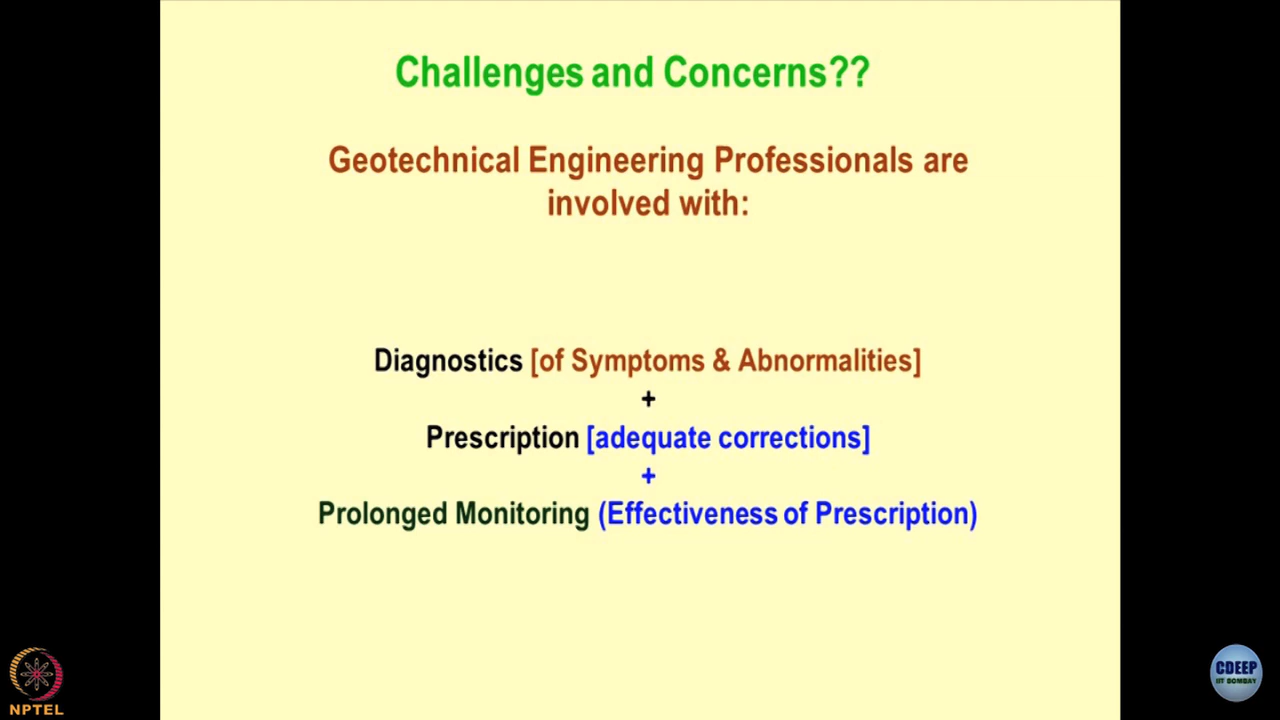 Challenges and Concerns??
Geotechnical Engineering Professionals are
involved with:
Diagnostics [of Symptoms & Abnormalities]
+
Prescription [adequate corrections]
+
Prolonged Monitoring (Effectiveness of Prescription)
NPTEL
CDEEP
IIT BOMBAY